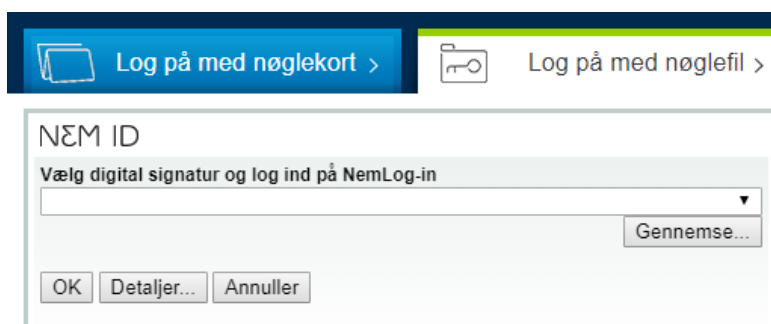 Log på med nøglekort >
Log på med nøglefil >
NEM ID
Vælg digital signatur og log ind på NemLog-in
Gennemse...
OK Detaljer... Annuller